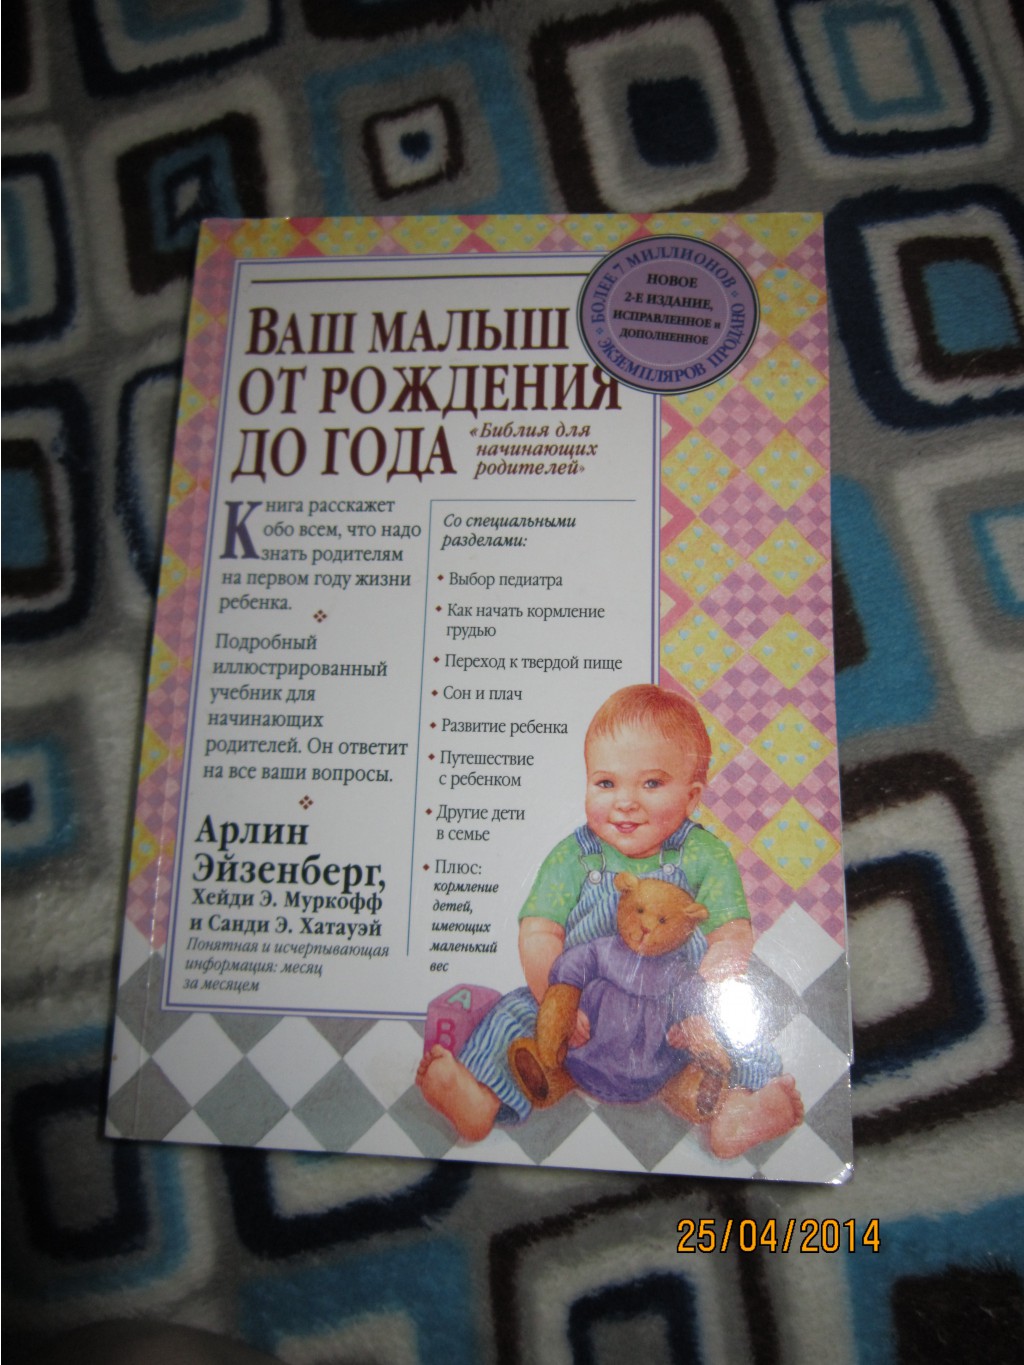 БОЛЕЕ 7 МИЛЛИОНОВ
ЭКЗЕМПЛЯРОВ ПРОДАНО
НОВОЕ
2-Е ИЗДАНИЕ,
ИСПРАВЛЕННОЕ И
ДОПОЛНЕННОЕ
ВАШ МАЛЫШ
ОТ РОЖДЕНИЯ
ДО ГОДА
«Библия для
начинающих
родителей»
Книга расскажет
обо всем, что надо
знать родителям
на первом году жизни
ребенка.
Подробный
иллюстрированный
учебник для
начинающих
родителей. Он ответит
на все ваши вопросы.
Арлин
Эйзенберг,
Хейди Э. Муркофф
и Санди Э. Хатауэй
Понятная и исчерпывающая
информация: месяц
за месяцем
Со специальными
разделами:
Выбор педиатра
Как начать кормление
грудью
Переход к твердой пище
Сон и плач
Развитие ребенка
Путешествие
с ребенком
Другие дети
в семье
Плюс:
кормление
детей,
имеющих
маленький
вес
A
B
25/04/2014